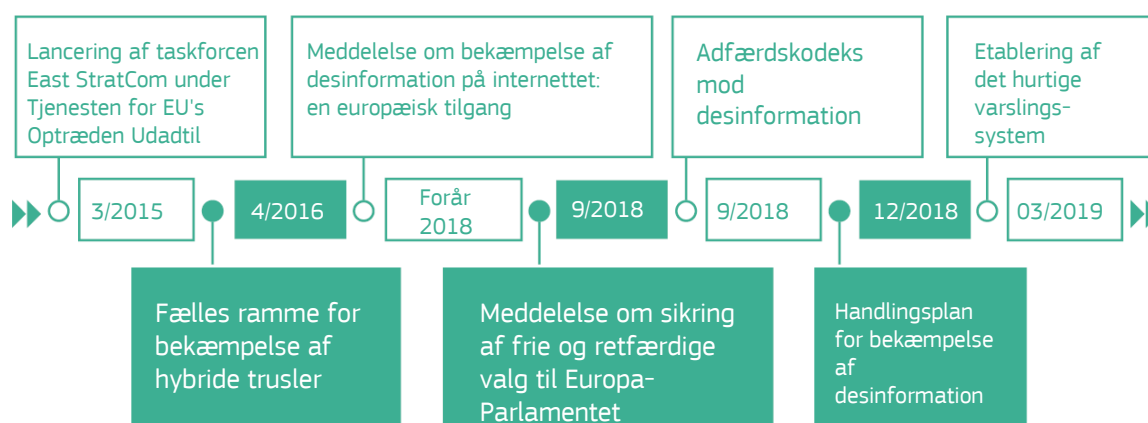 Lancering af taskforcen
East StratCom under
Tjenesten for EU's
Optræden Udadtil
Meddelelse om bekæmpelse af
desinformation på internettet:
en europæisk tilgang
Adfærdskodeks
mod
desinformation
Etablering af
det hurtige
varslings-
system
3/2015
4/2016
Forår
2018
9/2018
9/2018
12/2018
03/2019
Fælles ramme for
bekæmpelse af
hybride trusler
Meddelelse om sikring
af frie og retfærdige
valg til Europa-
Parlamentet
Handlingsplan
for bekæmpelse
af
desinformation